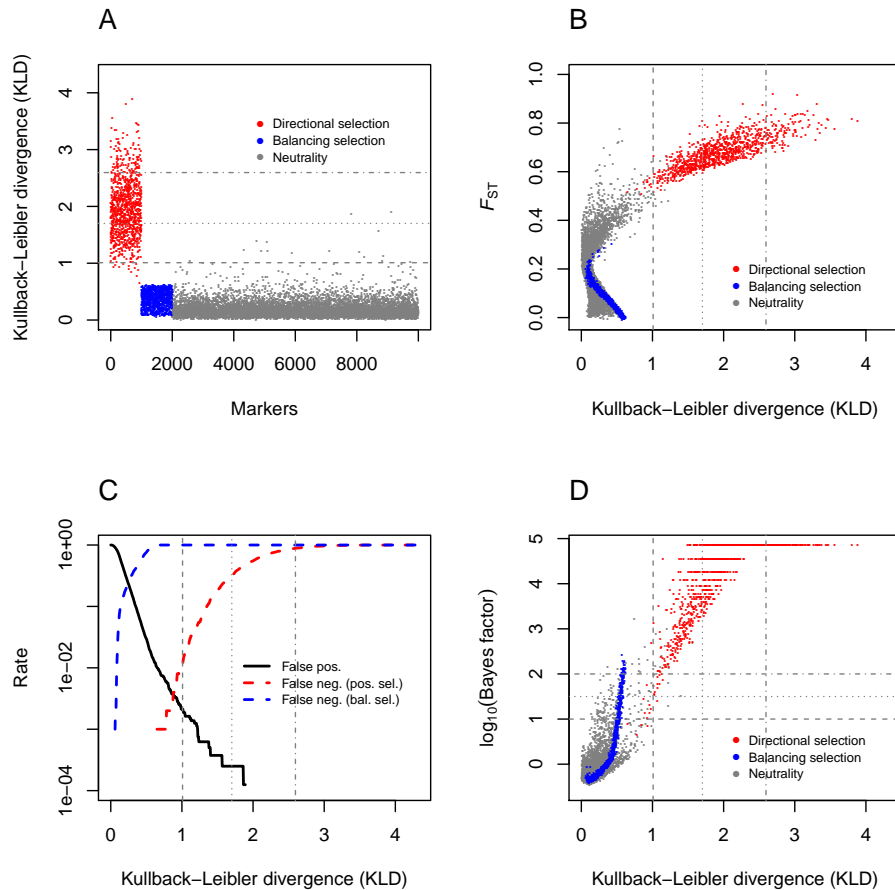 A
Kullback–Leibler divergence (KLD)
4
3
2
1
0
Directional selection
Balancing selection
Neutrality
0 2000 4000 6000 8000
Markers
B
FST
1.0
0.8
0.6
0.4
0.2
0.0
Directional selection
Balancing selection
Neutrality
0 1 2 3 4
Kullback–Leibler divergence (KLD)
C
Rate
1e+00
1e−02
1e−04
False pos.
False neg. (pos. sel.)
False neg. (bal. sel.)
0 1 2 3 4
Kullback–Leibler divergence (KLD)
D
log10(Bayes factor)
5
4
3
2
1
0
Directional selection
Balancing selection
Neutrality
0 1 2 3 4
Kullback–Leibler divergence (KLD)